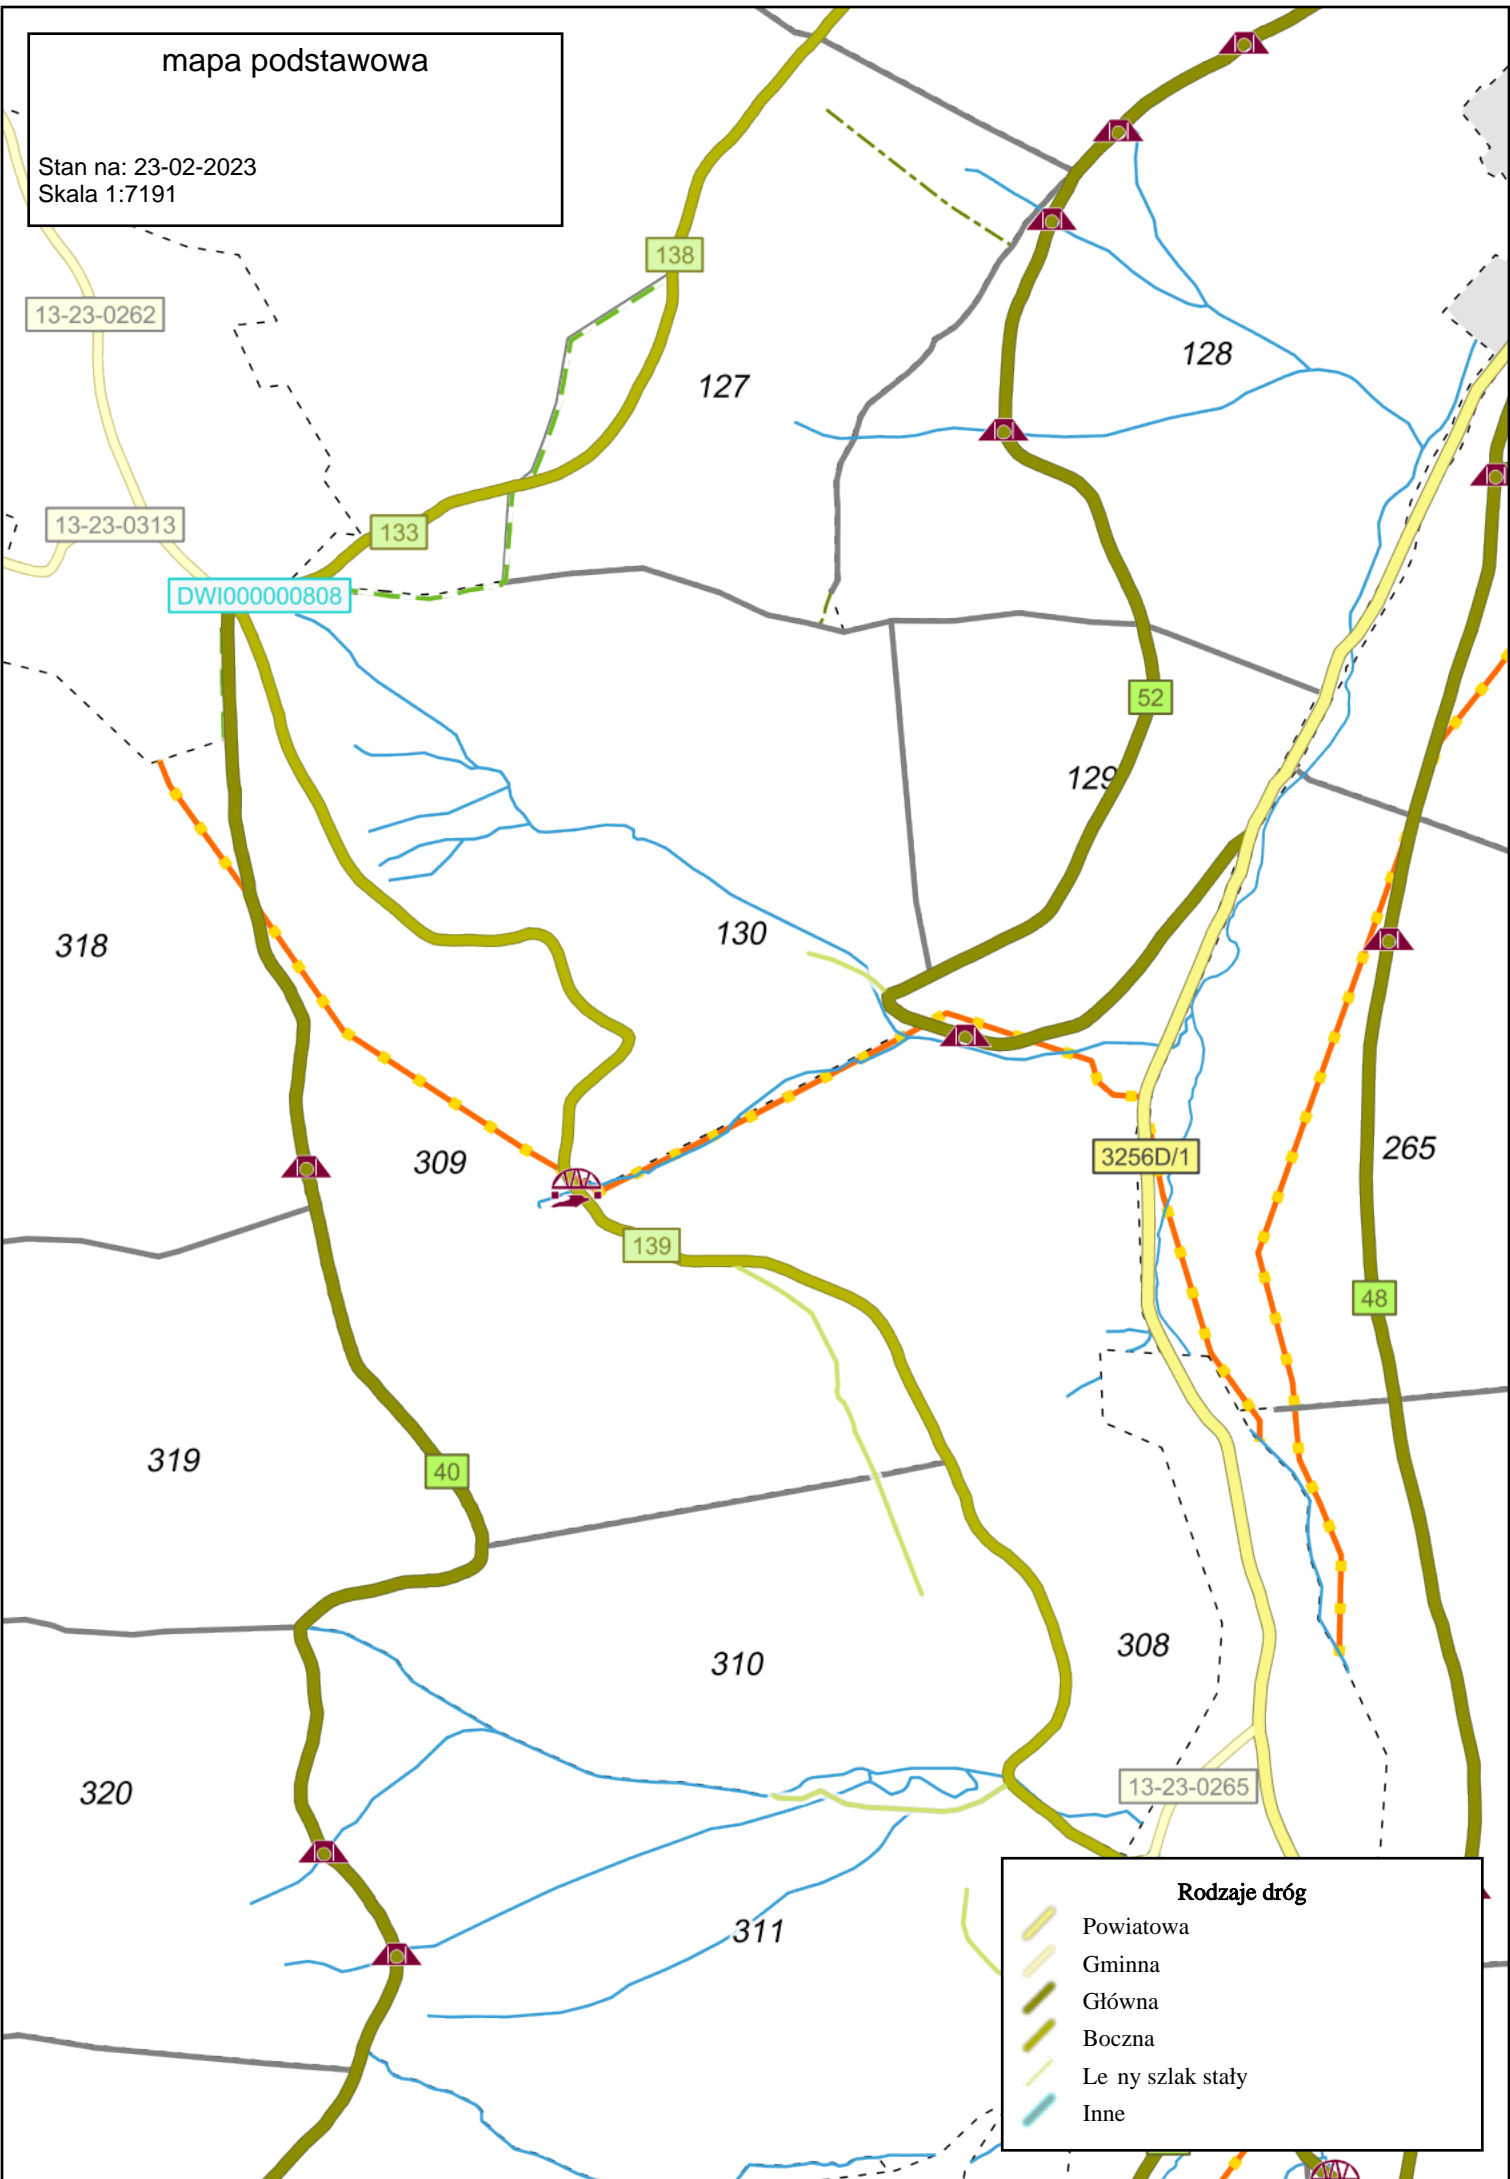 mapa podstawowa
Stan na: 23-02-2023
Skala 1:7191
138
13-23-0262
128
127
13-23-0313
133
DWI000000808
52
129
130
318
3256D/1
265
309
139
48
319
40
308
310
13-23-0265
320
311
Rodzaje dróg
Powiatowa
Gminna
Główna
Boczna
Le ny szlak stały
Inne